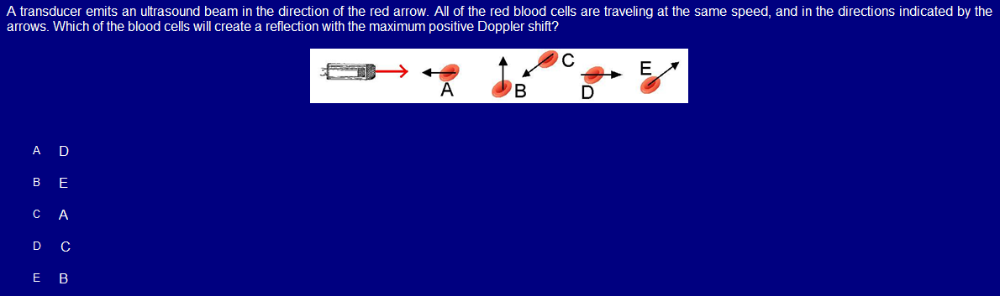 A transducer emits an ultrasound beam in the direction of the red arrow. All of the red blood cells are traveling at the same speed, and in the directions indicated by the
arrows. Which of the blood cells will create a reflection with the maximum positive Doppler shift?
C
E
A
B
D
A D
B E
C A
D C
E B